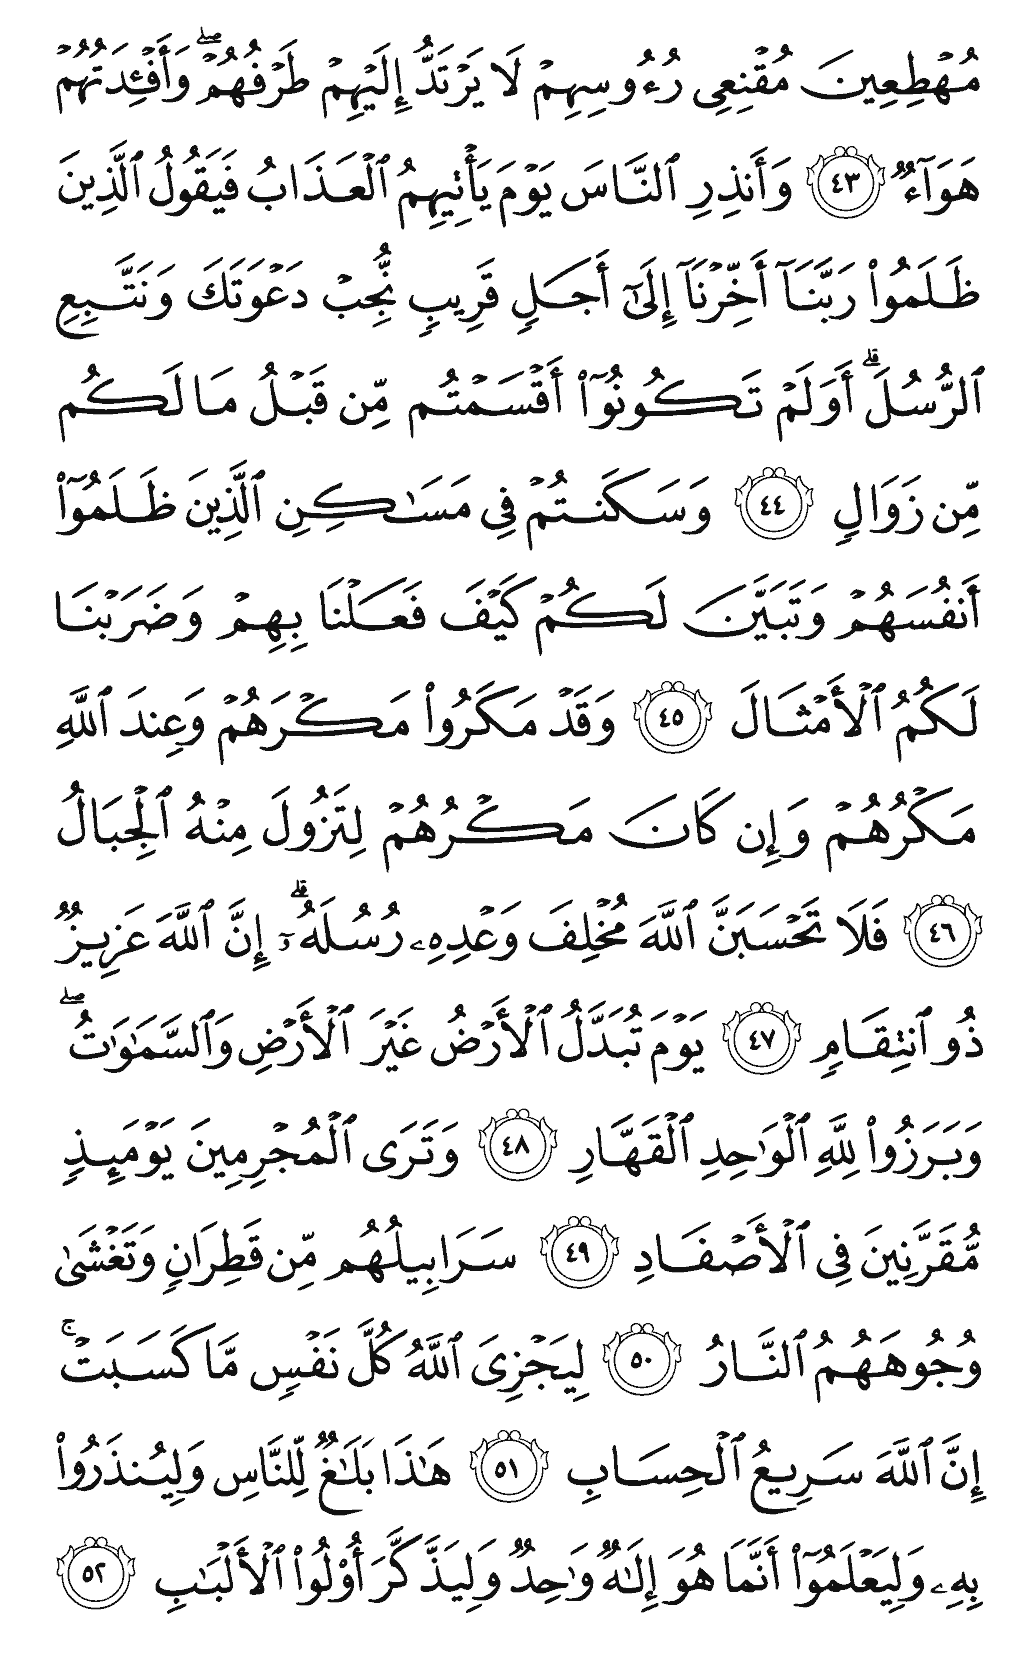 مُهْطِعِينَ مُقْنِعِى رُءُوسِهِمْ لَا يَرْتَدُّ إِلَيْهِمْ طَرْفُهُمْ ۖ وَأَفْـِٔدَتُهُمْ
هَوَآءٌ ٤٣ وَأَنذِرِ ٱلنَّاسَ يَوْمَ يَأْتِيهِمُ ٱلْعَذَابُ فَيَقُولُ ٱلَّذِينَ
ظَلَمُوا۟ رَبَّنَآ أَخِّرْنَآ إِلَىٰٓ أَجَلٍ قَرِيبٍ نُّجِبْ دَعْوَتَكَ وَنَتَّبِعِ
ٱلرُّسُلَ ۗ أَوَلَمْ تَكُونُوٓا۟ أَقْسَمْتُم مِّن قَبْلُ مَا لَكُم
مِّن زَوَالٍ ٤٤ وَسَكَنتُمْ فِى مَسَـٰكِنِ ٱلَّذِينَ ظَلَمُوٓا۟
أَنفُسَهُمْ وَتَبَيَّنَ لَكُمْ كَيْفَ فَعَلْنَا بِهِمْ وَضَرَبْنَا
لَكُمُ ٱلْأَمْثَالَ ٤٥ وَقَدْ مَكَرُوا۟ مَكْرَهُمْ وَعِندَ ٱللَّهِ
مَكْرُهُمْ وَإِن كَانَ مَكْرُهُمْ لِتَزُولَ مِنْهُ ٱلْجِبَالُ
٤٦ فَلَا تَحْسَبَنَّ ٱللَّهَ مُخْلِفَ وَعْدِهِۦ رُسُلَهُۥٓ ۗ إِنَّ ٱللَّهَ عَزِيزٌ
ذُو ٱنتِقَامٍ ٤٧ يَوْمَ تُبَدَّلُ ٱلْأَرْضُ غَيْرَ ٱلْأَرْضِ وَٱلسَّمَـٰوَٰتُ ۖ
وَبَرَزُوا۟ لِلَّهِ ٱلْوَٰحِدِ ٱلْقَهَّارِ ٤٨ وَتَرَى ٱلْمُجْرِمِينَ يَوْمَئِذٍ
مُّقَرَّنِينَ فِى ٱلْأَصْفَادِ ٤٩ سَرَابِيلُهُم مِّن قَطِرَانٍ وَتَغْشَىٰ
وُجُوهَهُمُ ٱلنَّارُ ٥٠ لِيَجْزِىَ ٱللَّهُ كُلَّ نَفْسٍ مَّا كَسَبَتْ ۚ
إِنَّ ٱللَّهَ سَرِيعُ ٱلْحِسَابِ ٥١ هَـٰذَا بَلَـٰغٌ لِّلنَّاسِ وَلِيُنذَرُوا۟
بِهِۦ وَلِيَعْلَمُوٓا۟ أَنَّمَا هُوَ إِلَـٰهٌ وَٰحِدٌ وَلِيَذَّكَّرَ أُو۟لُوا۟ ٱلْأَلْبَـٰبِ ٥٢